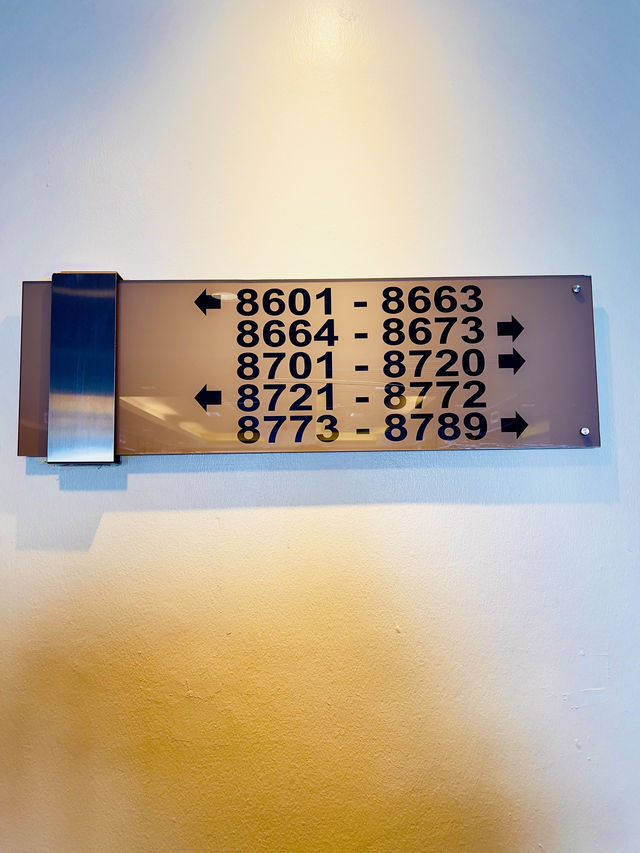 ← 8601 - 8663
8664 - 8673 →
8701 - 8720 →
← 8721 - 8772
8773 - 8789 →